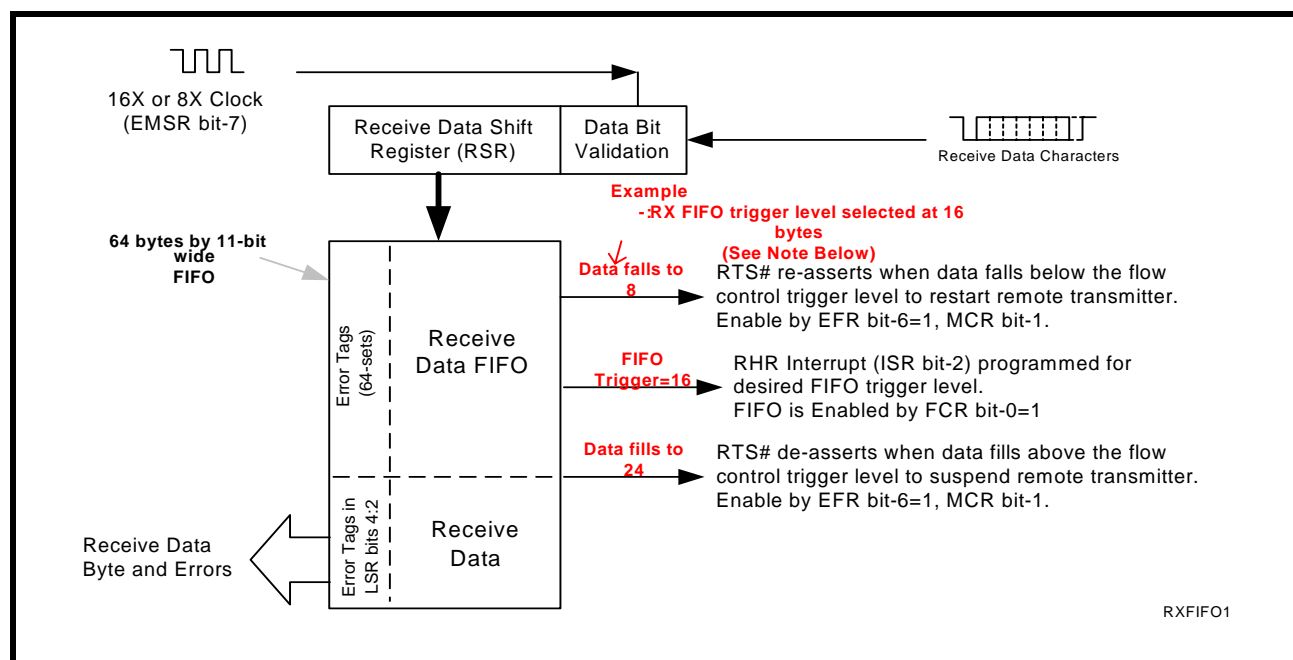 16X or 8X Clock
(EMSR bit-7)
Receive Data Shift
Register (RSR)
Data Bit
Validation
Receive Data Characters
Example
-:RX FIFO trigger level selected at 16
bytes
(See Note Below)
64 bytes by 11-bit
wide
FIFO
Data falls to
8
RTS# re-asserts when data falls below the flow
control trigger level to restart remote transmitter.
Enable by EFR bit-6=1, MCR bit-1.
Error Tags
(64-sets)
Receive
Data FIFO
FIFO
Trigger=16
RHR Interrupt (ISR bit-2) programmed for
desired FIFO trigger level.
FIFO is Enabled by FCR bit-0=1
Data fills to
24
RTS# de-asserts when data fills above the flow
control trigger level to suspend remote transmitter.
Enable by EFR bit-6=1, MCR bit-1.
Error Tags in
LSR bits 4:2
Receive
Data
Receive Data
Byte and Errors
RXFIFO1